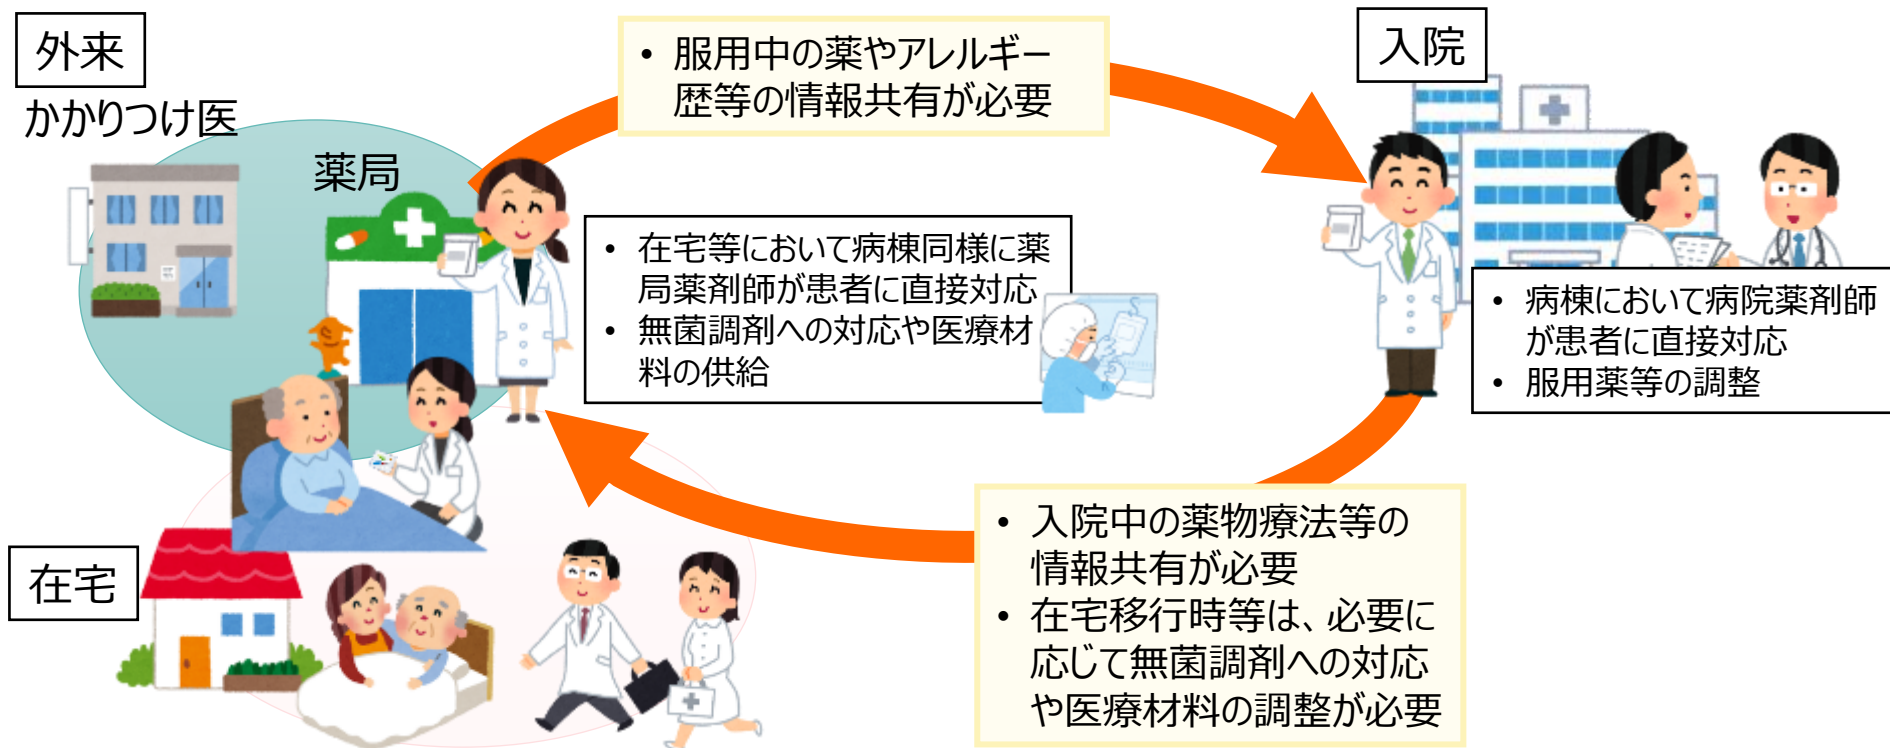 外来
かかりつけ医
薬局
• 服用中の薬やアレルギー
歴等の情報共有が必要
入院
• 在宅等において病棟同様に薬
局薬剤師が患者に直接対応
• 無菌調剤への対応や医療材
料の供給
• 病棟において病院薬剤師
が患者に直接対応
• 服用薬等の調整
在宅
• 入院中の薬物療法等の
情報共有が必要
• 在宅移行時等は、必要に
応じて無菌調剤への対応
や医療材料の調整が必要